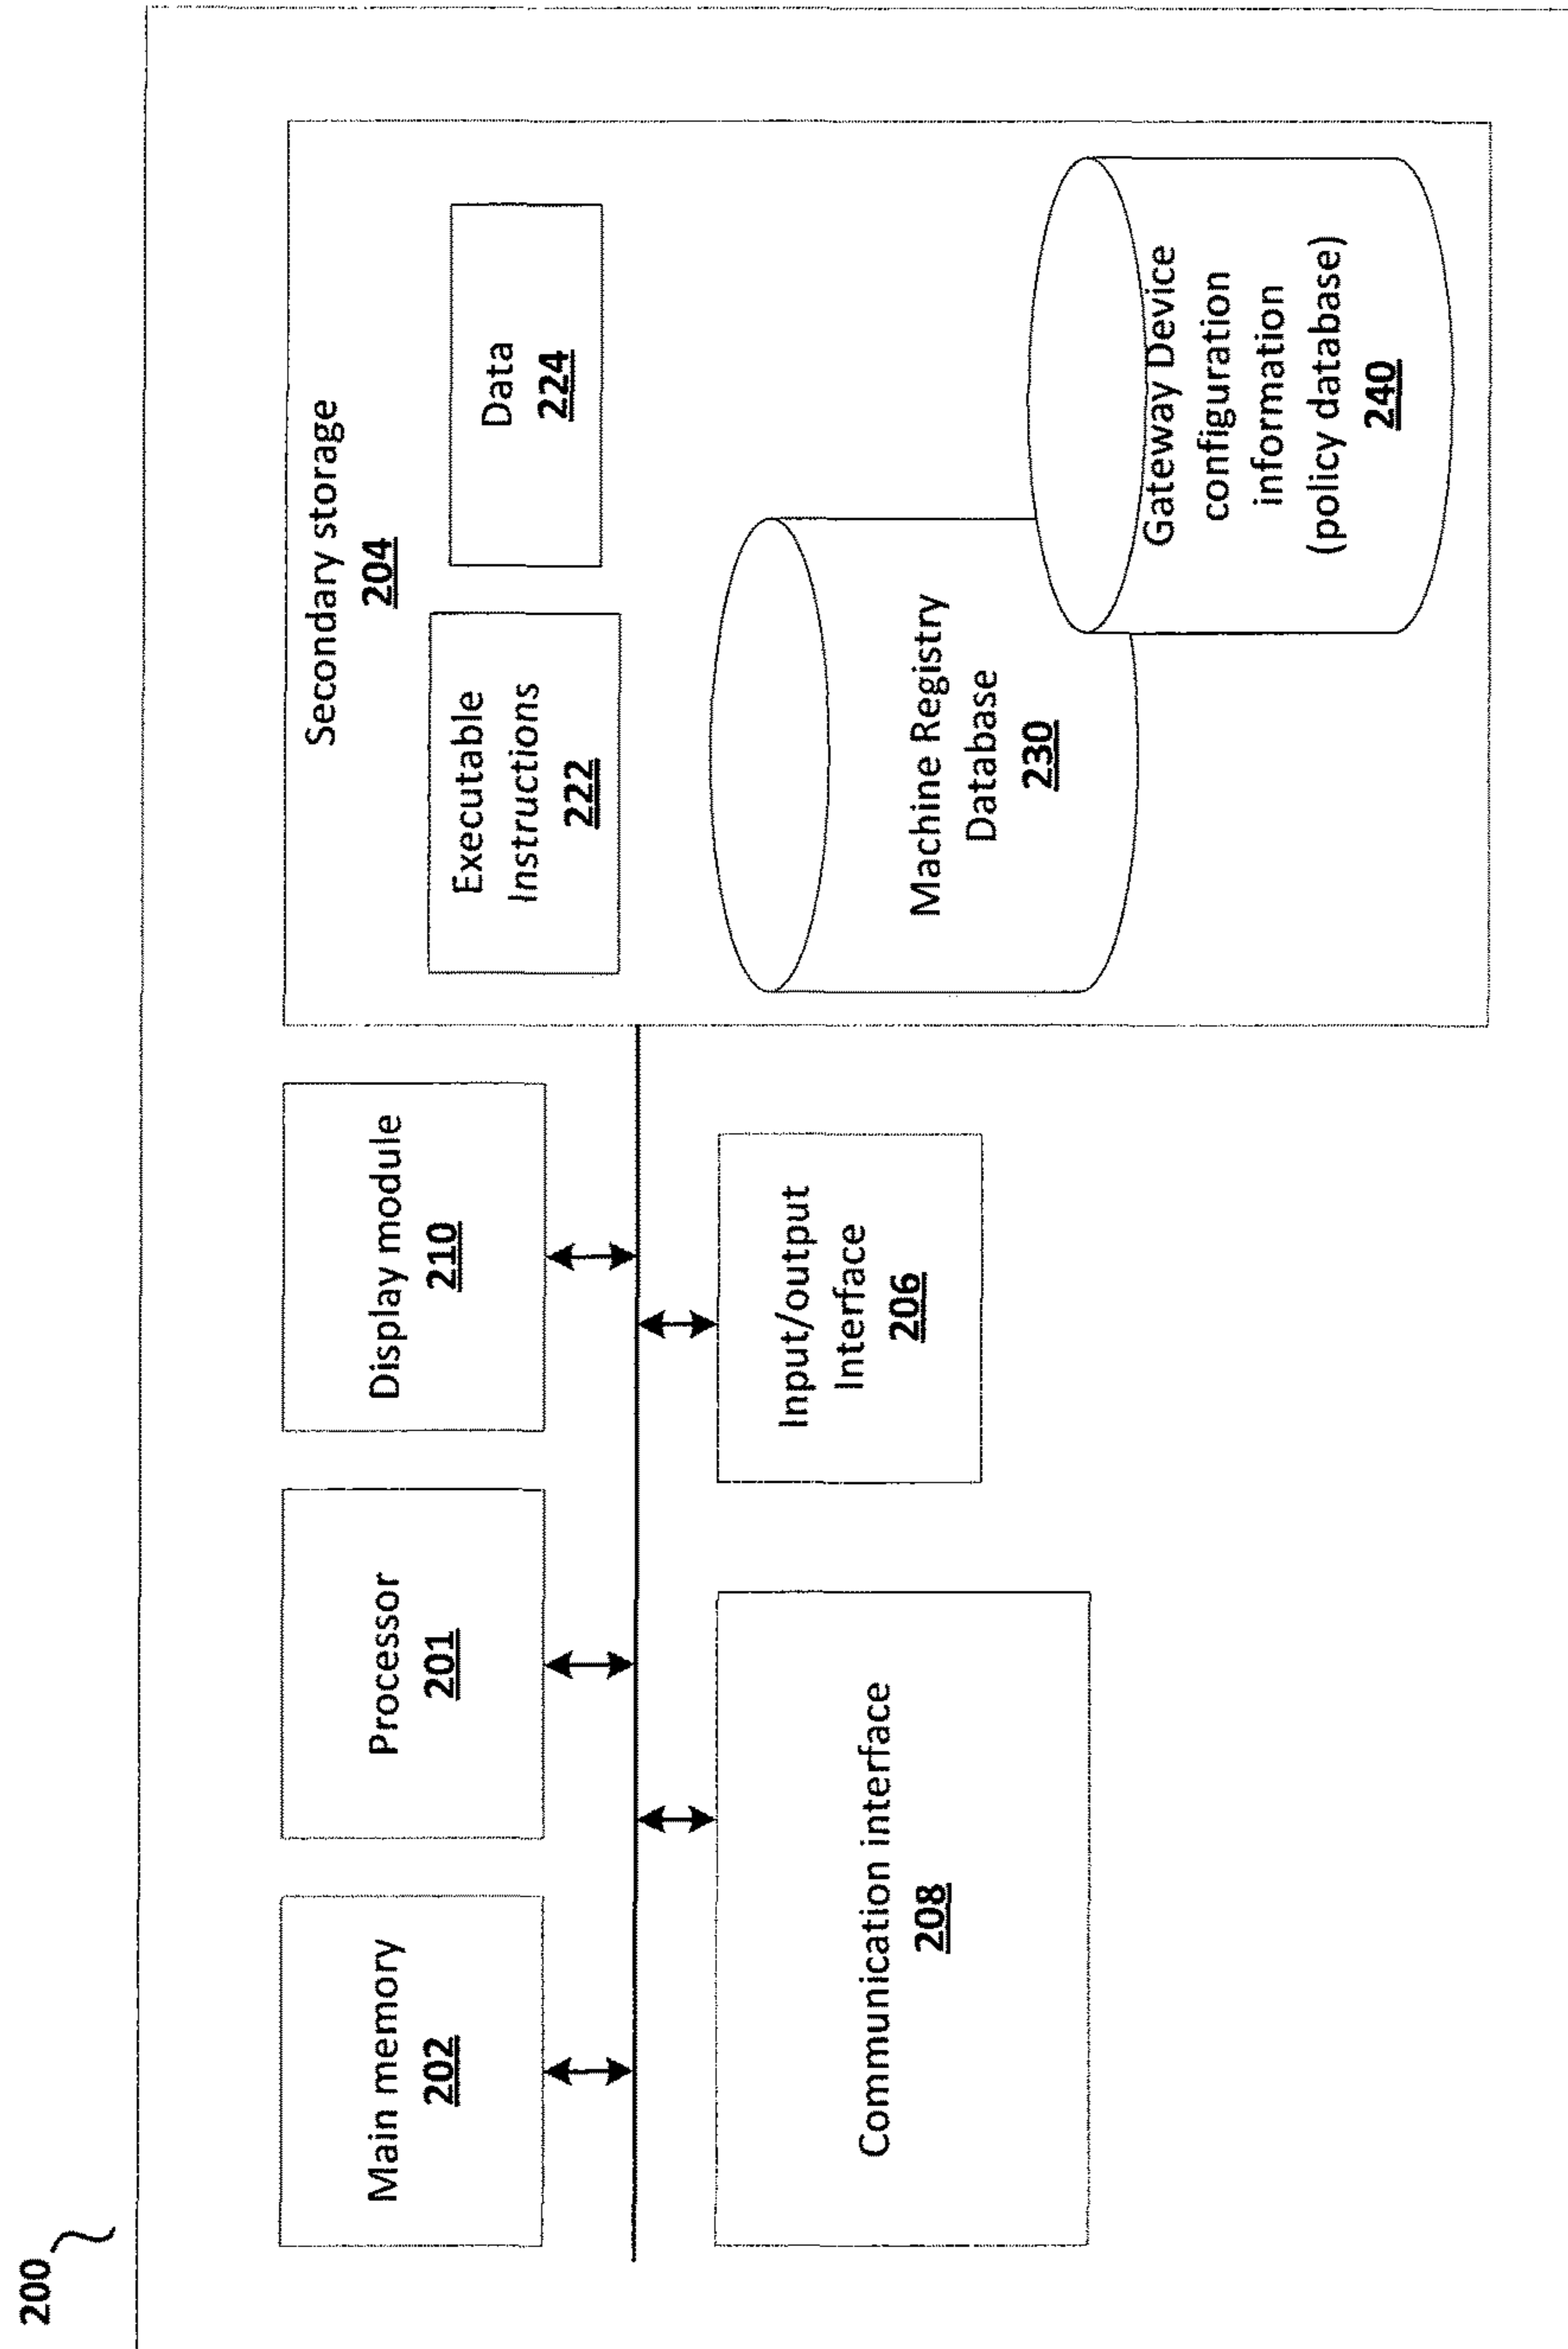 200
Main memory
202
Processor
201
Display module
210
Communication interface
208
Input/output
Interface
206
Secondary storage
204
Executable
Instructions
222
Data
224
Machine Registry
Database
230
Gateway Device
configuration
information
(policy database)
240